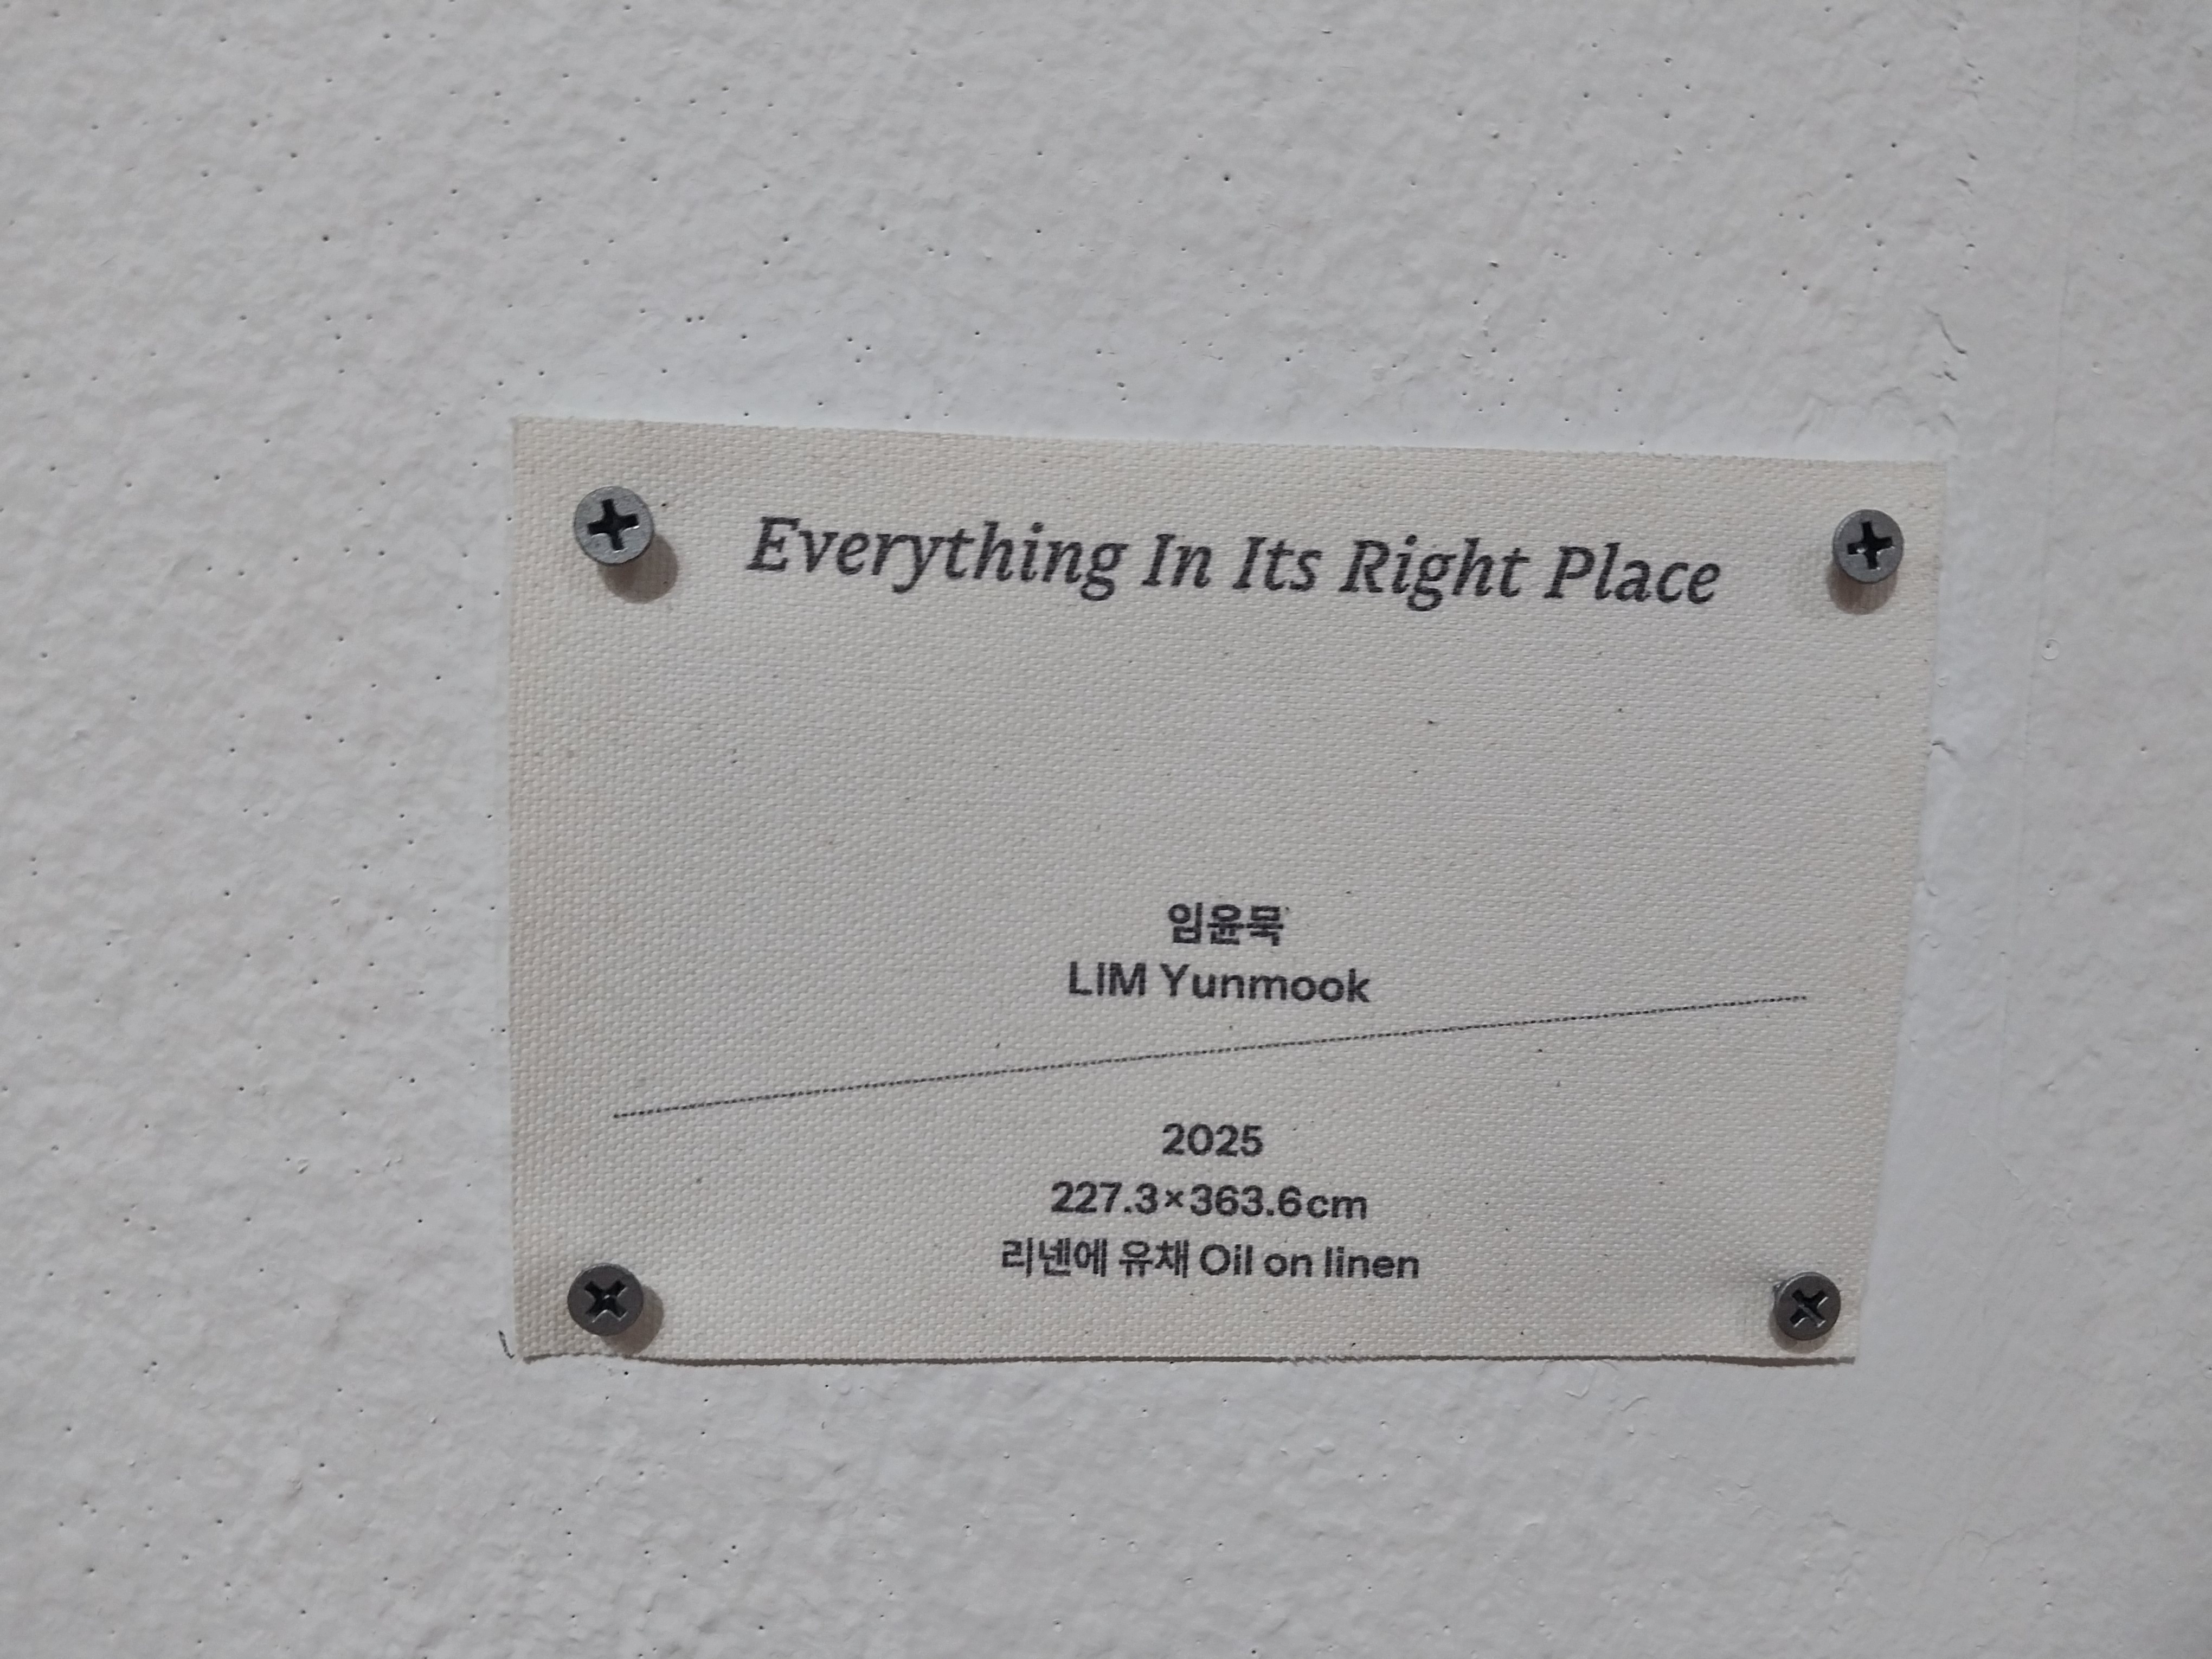 Everything In Its Right Place
임윤묵
LIM Yunmook
2025
227.3×363.6cm
리넨에 유채 Oil on linen